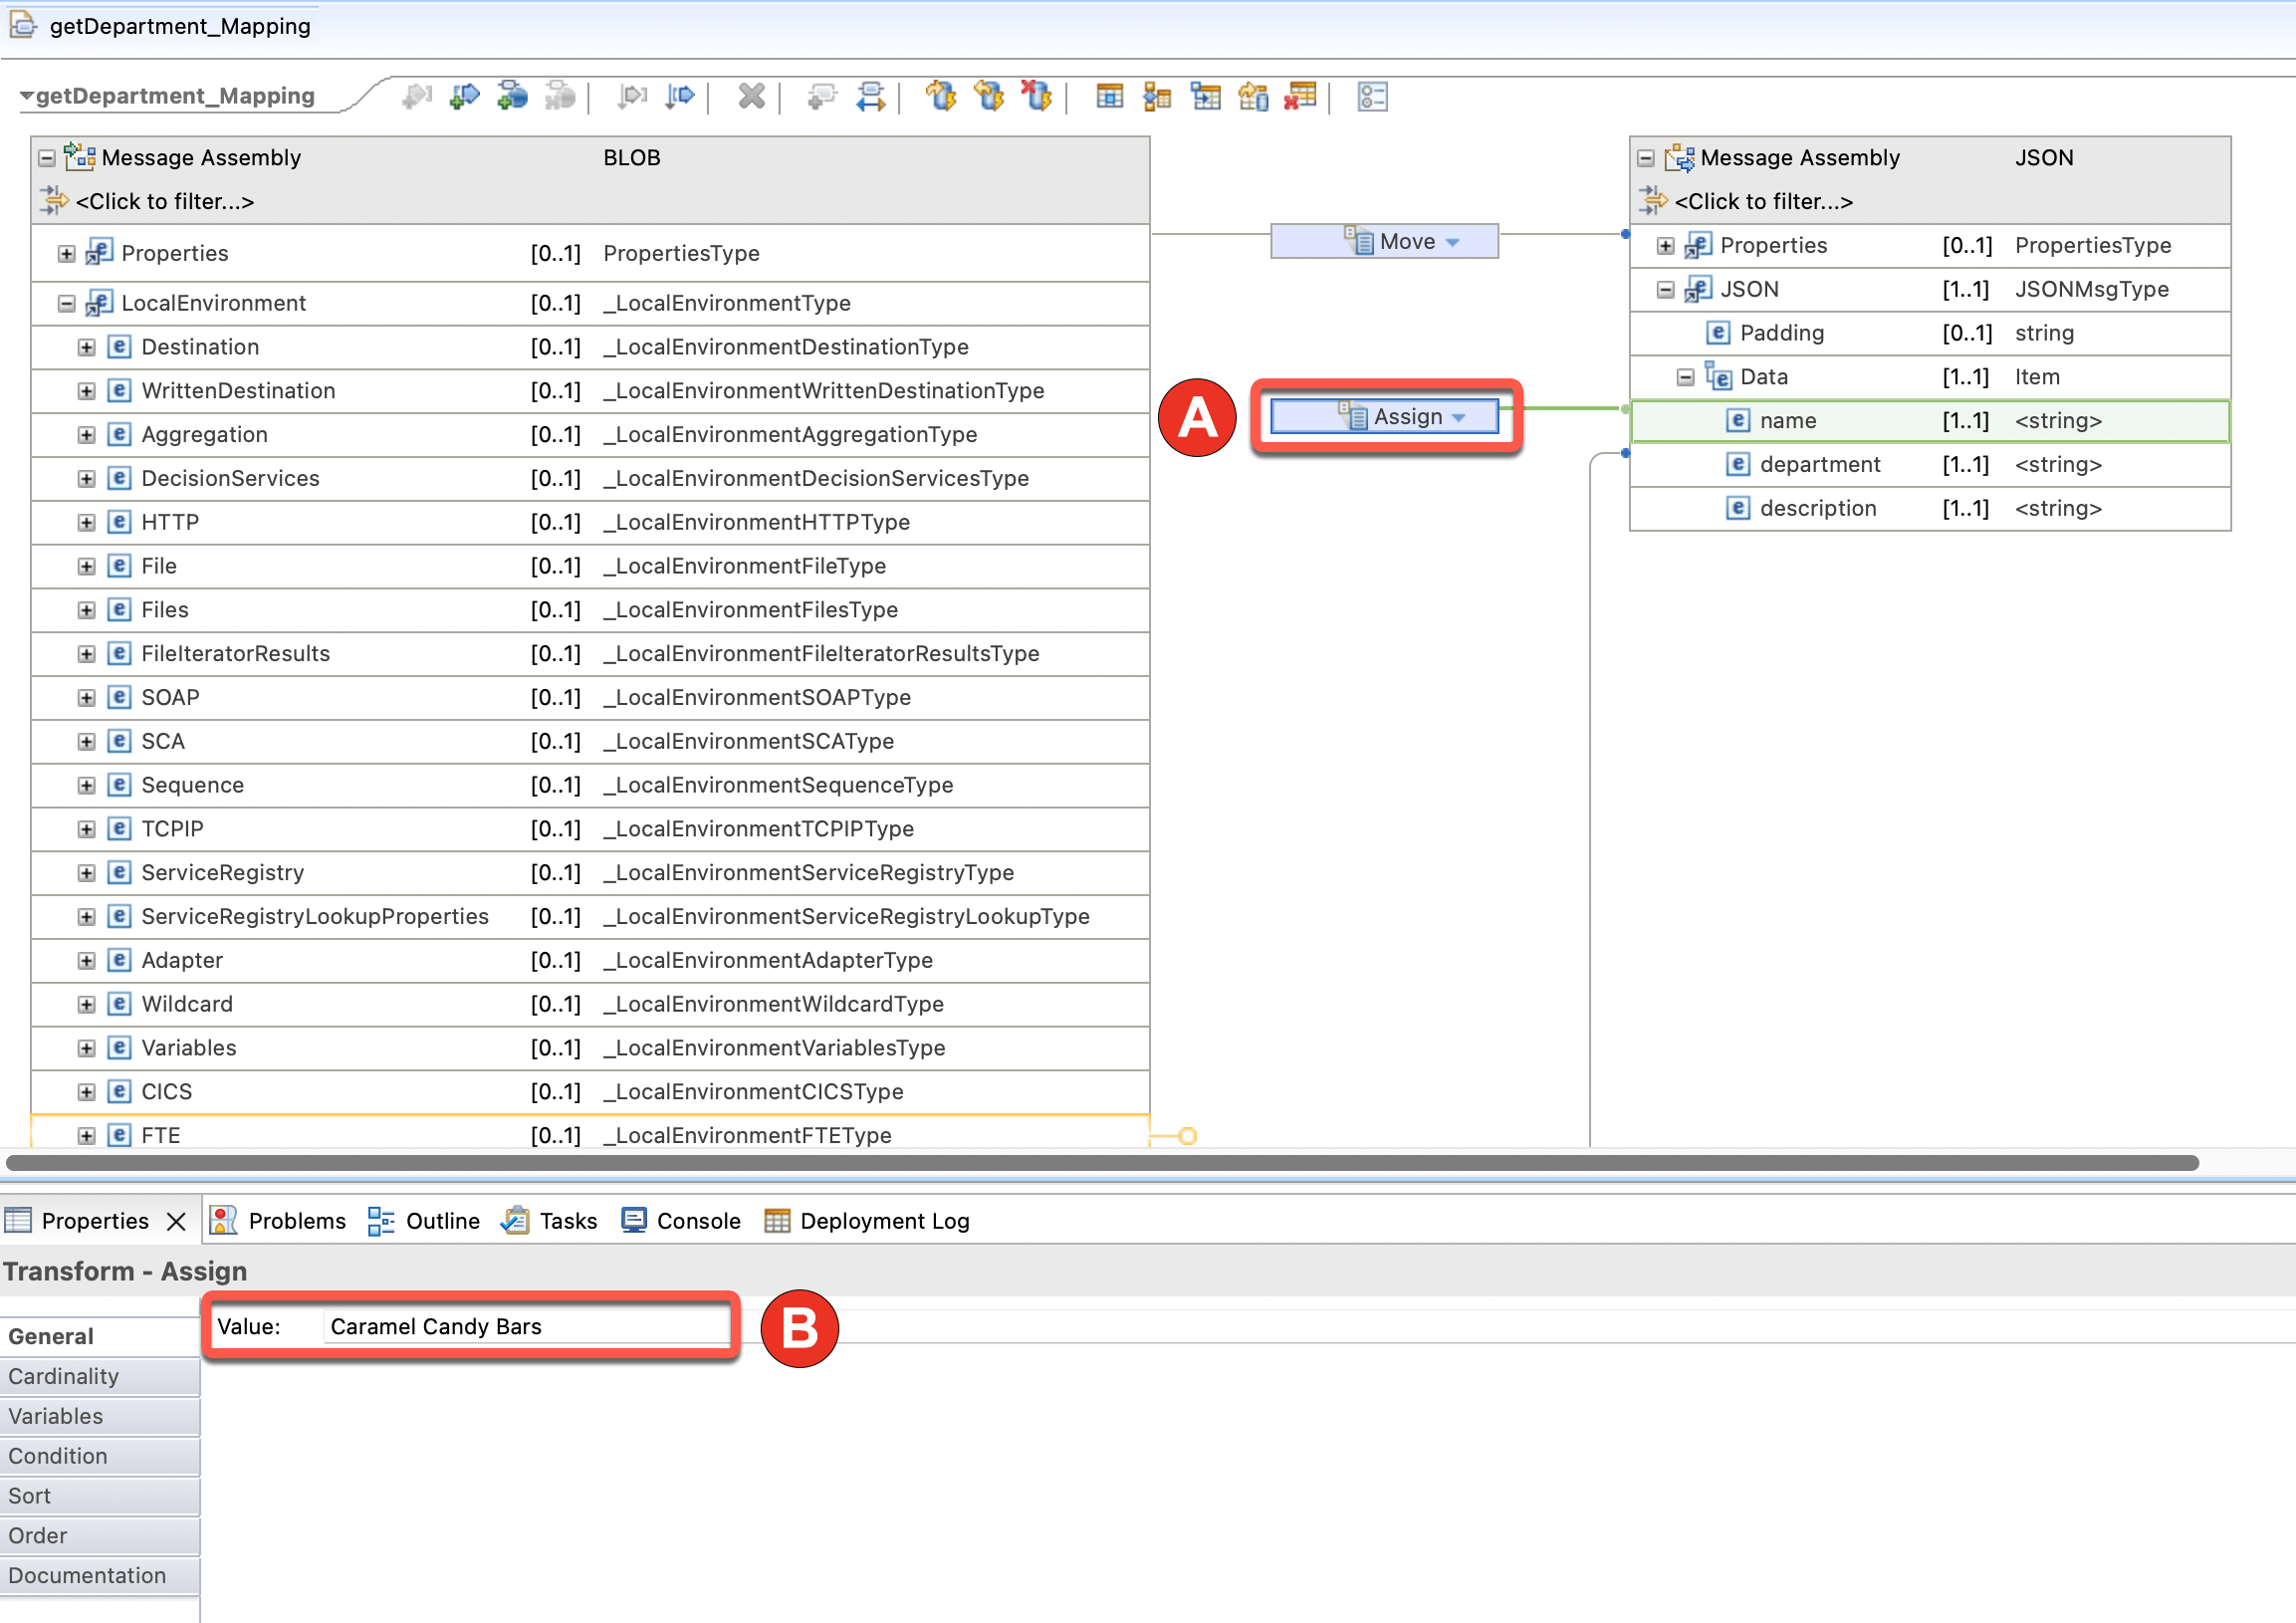 getDepartment_Mapping
getDepartment_Mapping
Message Assembly BLOB
<Click to filter...>
Properties [0..1] PropertiesType
LocalEnvironment [0..1] _LocalEnvironmentType
Destination [0..1] _LocalEnvironmentDestinationType
WrittenDestination [0..1] _LocalEnvironmentWrittenDestinationType
Aggregation [0..1] _LocalEnvironmentAggregationType
DecisionServices [0..1] _LocalEnvironmentDecisionServicesType
HTTP [0..1] _LocalEnvironmentHTTPType
File [0..1] _LocalEnvironmentFileType
Files [0..1] _LocalEnvironmentFilesType
FileIteratorResults [0..1] _LocalEnvironmentFileIteratorResultsType
SOAP [0..1] _LocalEnvironmentSOAPType
SCA [0..1] _LocalEnvironmentSCAType
Sequence [0..1] _LocalEnvironmentSequenceType
TCPIP [0..1] _LocalEnvironmentTCPIPType
ServiceRegistry [0..1] _LocalEnvironmentServiceRegistryType
ServiceRegistryLookupProperties [0..1] _LocalEnvironmentServiceRegistryLookupType
Adapter [0..1] _LocalEnvironmentAdapterType
Wildcard [0..1] _LocalEnvironmentWildcardType
Variables [0..1] _LocalEnvironmentVariablesType
CICS [0..1] _LocalEnvironmentCICSType
FTE [0..1] _LocalEnvironmentFTEType
Move
A
Assign
Message Assembly JSON
<Click to filter...>
Properties [0..1] PropertiesType
JSON [1..1] JSONMsgType
Padding [0..1] string
Data [1..1] Item
name [1..1] <string>
department [1..1] <string>
description [1..1] <string>
Properties Problems Outline Tasks Console Deployment Log
Transform - Assign
General
Cardinality
Variables
Condition
Sort
Order
Documentation
Value: Caramel Candy Bars
B